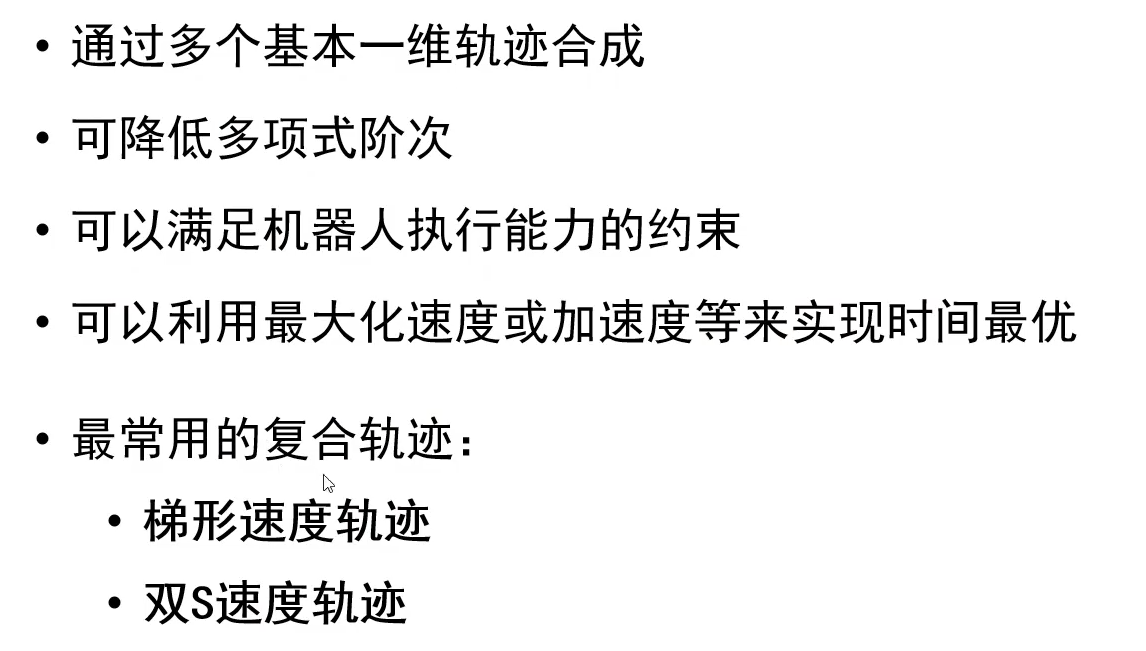 • 通过多个基本一维轨迹合成
• 可降低多项式阶次
• 可以满足机器人执行能力的约束
• 可以利用最大化速度或加速度等来实现时间最优
• 最常用的复合轨迹：
• 梯形速度轨迹
• 双S速度轨迹